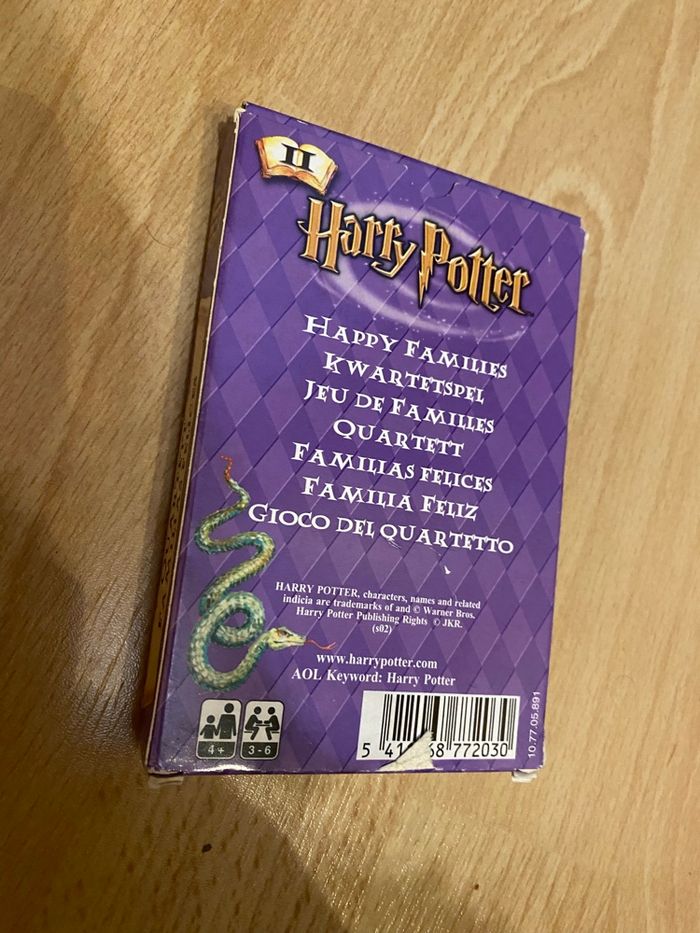 II
Harry Potter
HAPPY FAMILIES
KWARTETSPEL
JEU DE FAMILLES
QUARTETT
FAMILIAS FELICES
FAMILIA FELIZ
GIOCO DEL QUARTETTO
HARRY POTTER, characters, names and related
indicia are trademarks of and © Warner Bros.
Harry Potter Publishing Rights © JKR.
(s02)
www.harrypotter.com
AOL Keyword: Harry Potter
4+
3-6
5 772030
10.77.05.891